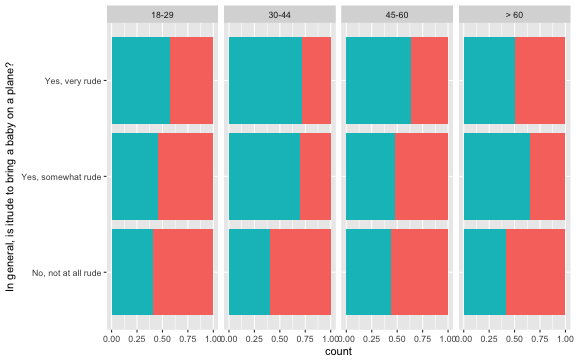 18-29
30-44
45-60
> 60
In general, is itrude to bring a baby on a plane?
Yes, very rude
Yes, somewhat rude
No, not at all rude
0.00 0.25 0.50 0.75 1.00 0.00 0.25 0.50 0.75 1.00 0.00 0.25 0.50 0.75 1.00 0.00 0.25 0.50 0.75 1.00
count